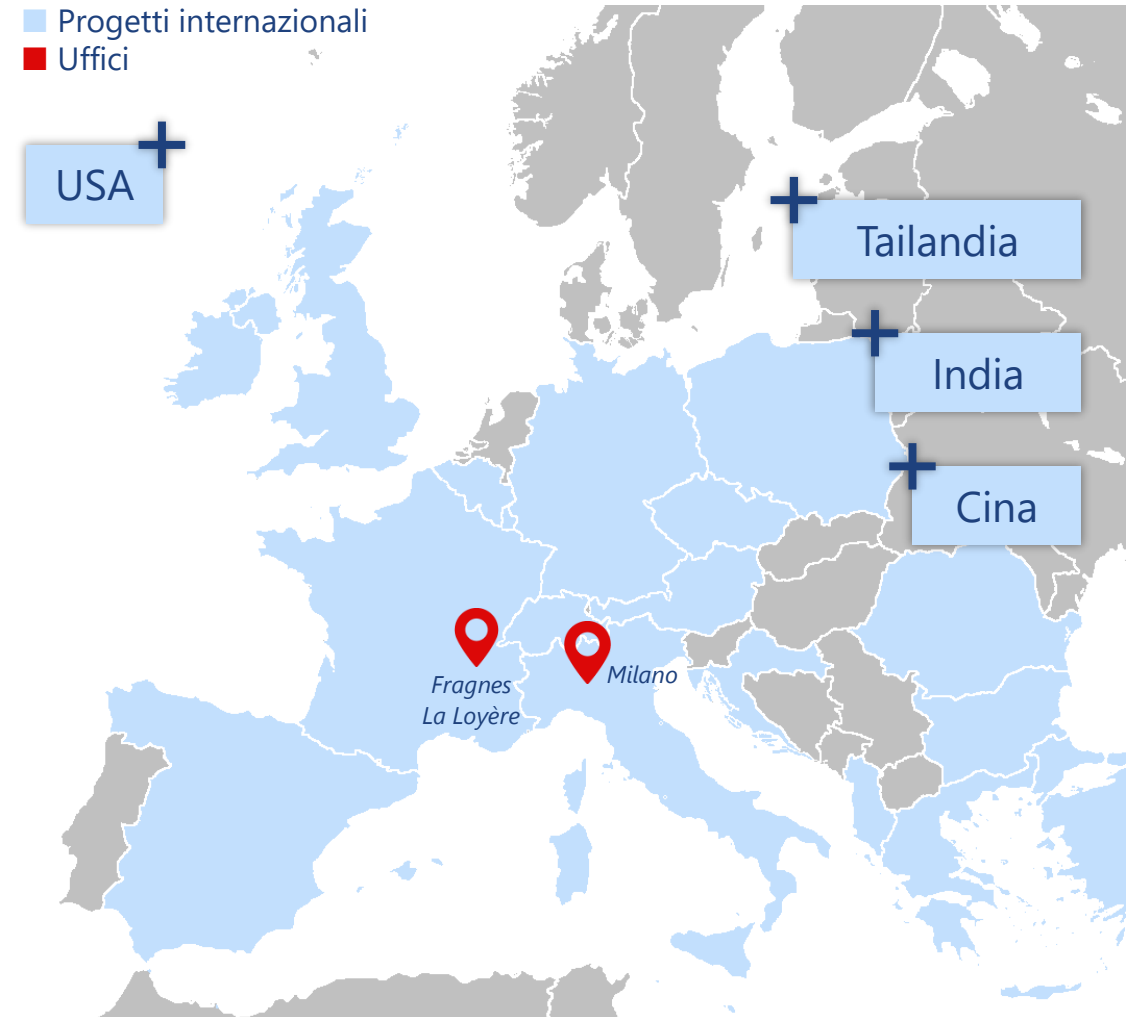 Progetti internazionali
Uffici
USA
Tailandia
India
Cina
Fragnes
La Loyère
Milano